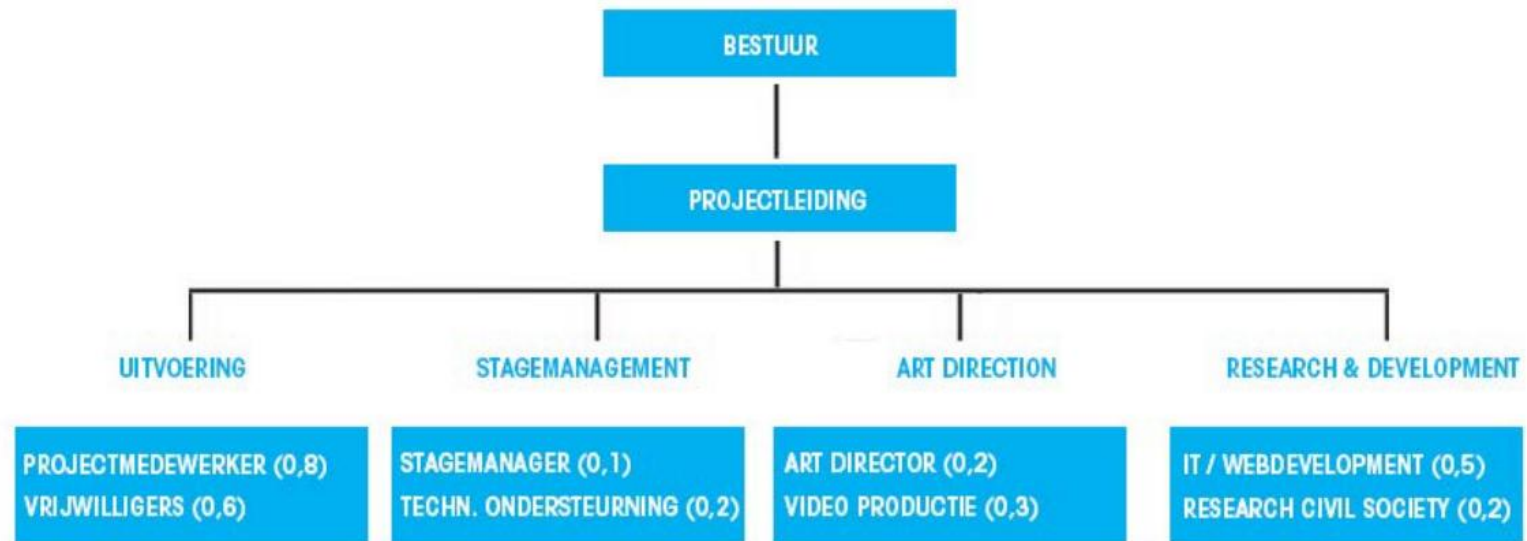 BESTUUR
PROJECTLEIDING
UITVOERING
STAGEMANAGEMENT
ART DIRECTION
RESEARCH & DEVELOPMENT
PROJECTMEDEWERKER (0,8)
VRIJWILLIGERS (0,6)
STAGEMANAGER (0,1)
TECHN. ONDERSTEURNING (0,2)
ART DIRECTOR (0,2)
VIDEO PRODUCTIE (0,3)
IT / WEBDEVELOPMENT (0,5)
RESEARCH CIVIL SOCIETY (0,2)